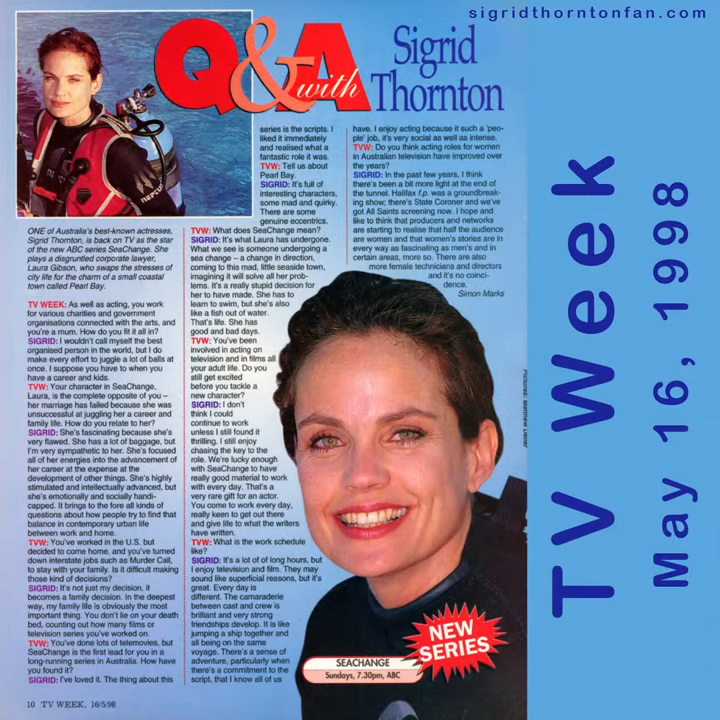 sigridthorntonfan.com
Q&A with
Sigrid
Thornton
ONE of Australia's best-known actresses,
Sigrid Thornton, is back on TV as the star
of the new ABC series SeaChange. She
plays a disgruntled corporate lawyer,
Laura Gibson, who swaps the stresses of
city life for the charm of a small coastal
town called Pearl Bay.
TV WEEK: As well as acting, you work
for various charities and government
organisations connected with the arts, and
you're a mum. How do you fit it all in?
SIGRID: I wouldn't call myself the best
organised person in the world, but I do
make every effort to juggle a lot of balls at
once. I suppose you have to when you
have a career and kids.
TVW: Your character in SeaChange,
Laura, is the complete opposite of you –
her marriage has failed because she was
unsuccessful at juggling her a career and
family life. How do you relate to her?
SIGRID: She's fascinating because she's
very flawed. She has a lot of baggage, but
I'm very sympathetic to her. She's focused
all of her energies into the advancement of
her career at the expense at the
development of other things. She's highly
stimulated and intellectually advanced, but
she's emotionally and socially handi-
capped. It brings to the fore all kinds of
questions about how people try to find that
balance in contemporary urban life
between work and home.
TVW: You've worked in the U.S. but
decided to come home, and you've turned
down interstate jobs such as Murder Call,
to stay with your family. Is it difficult making
those kind of decisions?
SIGRID: It's not just my decision, it
becomes a family decision. In the deepest
way, my family life is obviously the most
important thing. You don't lie on your death
bed, counting out how many films or
television series you've worked on.
TVW: You've done lots of telemovies, but
SeaChange is the first lead for you in a
long-running series in Australia. How have
you found it?
SIGRID: I've loved it. The thing about this
series is the scripts. I
liked it immediately
and realised what a
fantastic role it was.
TVW: Tell us about
Pearl Bay.
SIGRID: It's full of
interesting characters,
some mad and quirky.
There are some
genuine eccentrics.
TVW: What does SeaChange mean?
SIGRID: It's what Laura has undergone.
What we see is someone undergoing a
sea change – a change in direction,
coming to this mad, little seaside town,
imagining it will solve all her prob-
lems. It's a really stupid decision for
her to have made. She has to
learn to swim, but she's also
like a fish out of water.
That's life. She has
good and bad days.
TVW: You've been
involved in acting on
television and in films all
your adult life. Do you
still get excited
before you tackle a
new character?
SIGRID: I don't
think I could
continue to work
unless I still found it
thrilling. I still enjoy
chasing the key to the
role. We're lucky enough
with SeaChange to have
really good material to work
with every day. That's a
very rare gift for an actor.
You come to work every day,
really keen to get out there
and give life to what the writers
have written.
TVW: What is the work schedule
like?
SIGRID: It's a lot of of long hours, but
I enjoy television and film. They may
sound like superficial reasons, but it's
great. Every day is
different. The camaraderie
between cast and crew is
brilliant and very strong
friendships develop. It is like
jumping a ship together and
all being on the same
voyage. There's a sense of
adventure, particularly when
there's a commitment to the
script, that I know all of us
have. I enjoy acting because it such a 'peo-
ple' job, it's very social as well as intense.
TVW: Do you think acting roles for women
in Australian television have improved over
the years?
SIGRID: In the past few years, I think
there's been a bit more light at the end of
the tunnel. Halifax f.p. was a groundbreak-
ing show; there's State Coroner and we've
got All Saints screening now. I hope and
like to think that producers and networks
are starting to realise that half the audience
are women and that women's stories are in
every way as fascinating as men's and in
certain areas, more so. There are also
more female technicians and directors
and it's no coinci-
dence.
Simon Marks
NEW
SERIES
SEACHANGE
Sundays, 7.30pm, ABC
10 TV WEEK, 16/5/98
TV Week
May 16, 1998